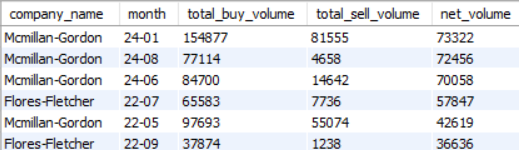 company_name month total_buy_volume total_sell_volume net_volume
Mcmillan-Gordon 24-01 154877 81555 73322
Mcmillan-Gordon 24-08 77114 4658 72456
Mcmillan-Gordon 24-06 84700 14642 70058
Flores-Fletcher 22-07 65583 7736 57847
Mcmillan-Gordon 22-05 97693 55074 42619
Flores-Fletcher 22-09 37874 1238 36636